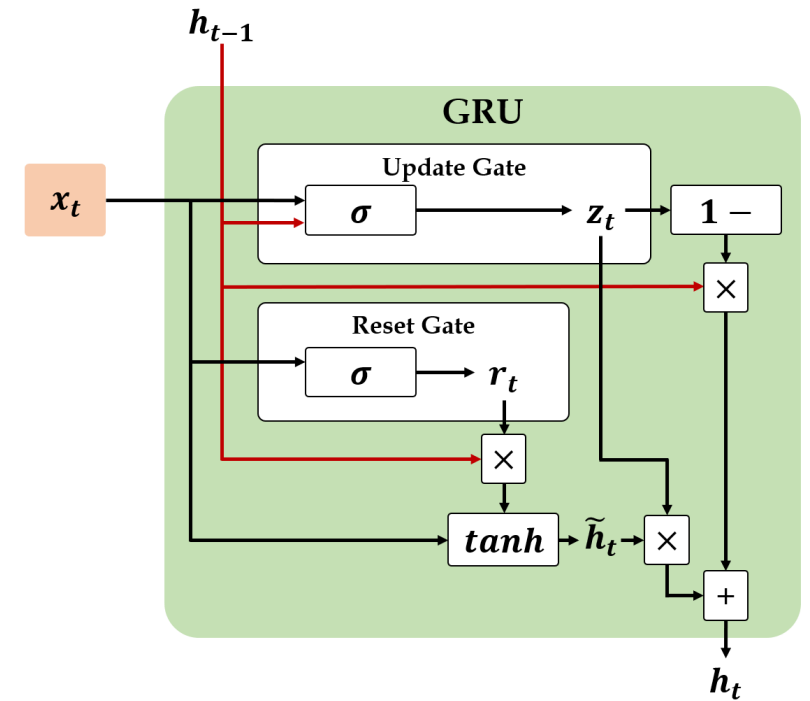 h_{t-1}
GRU
Update Gate
x_t
σ
z_t
1 −
×
Reset Gate
σ
r_t
×
tanh
h̃_t
×
+
h_t